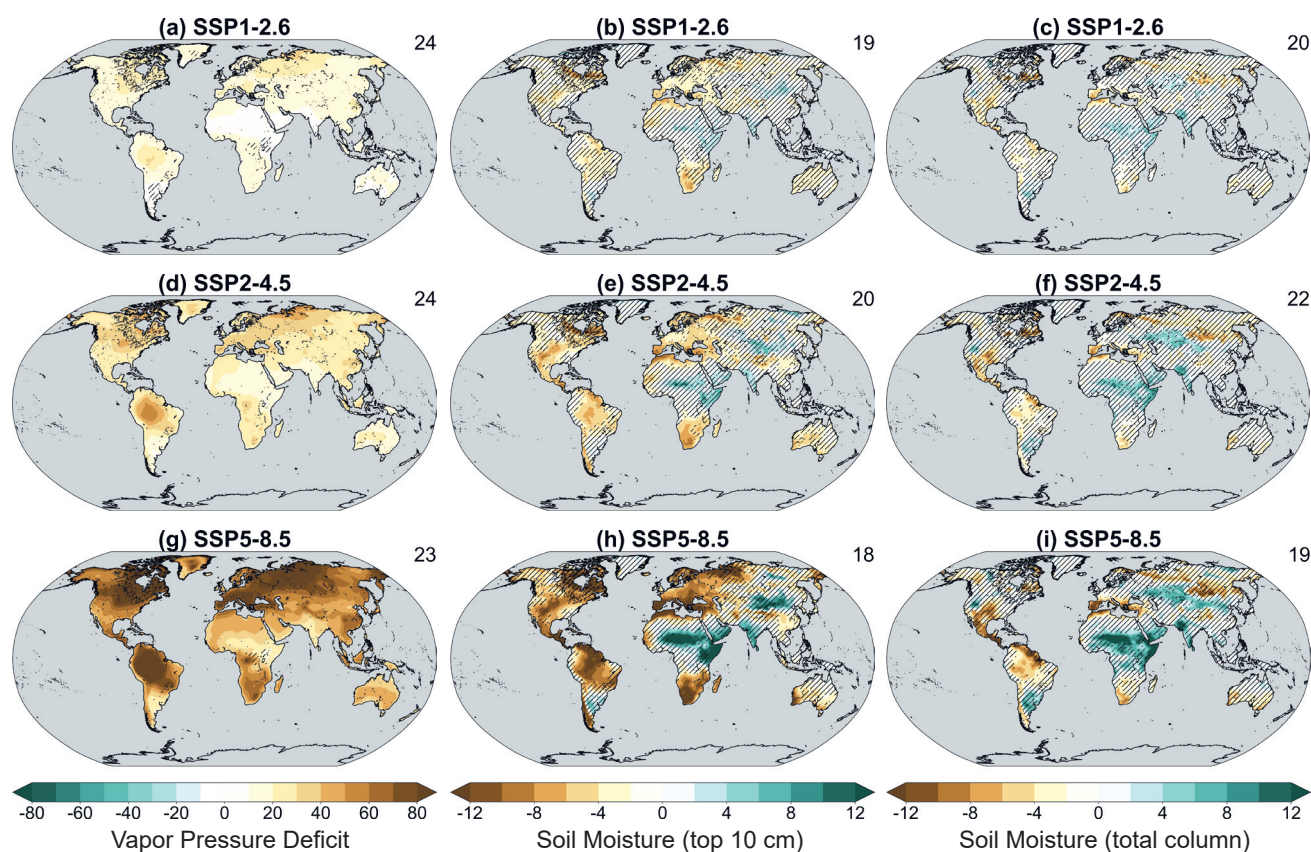 (a) SSP1-2.6 24
(b) SSP1-2.6 19
(c) SSP1-2.6 20
(d) SSP2-4.5 24
(e) SSP2-4.5 20
(f) SSP2-4.5 22
(g) SSP5-8.5 23
(h) SSP5-8.5 18
(i) SSP5-8.5 19
-80 -60 -40 -20 0 20 40 60 80
Vapor Pressure Deficit
-12 -8 -4 0 4 8 12
Soil Moisture (top 10 cm)
-12 -8 -4 0 4 8 12
Soil Moisture (total column)